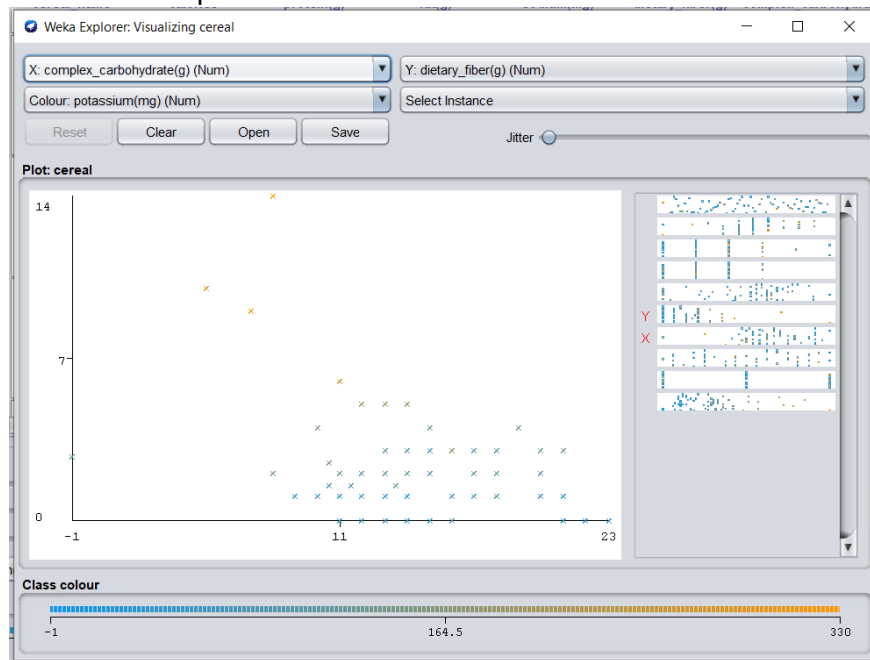 Weka Explorer: Visualizing cereal
X: complex_carbohydrate(g) (Num)
Y: dietary_fiber(g) (Num)
Colour: potassium(mg) (Num)
Select Instance
Reset
Clear
Open
Save
Jitter
Plot: cereal
14
7
0
-1
11
23
Y
X
Class colour
-1
164.5
330